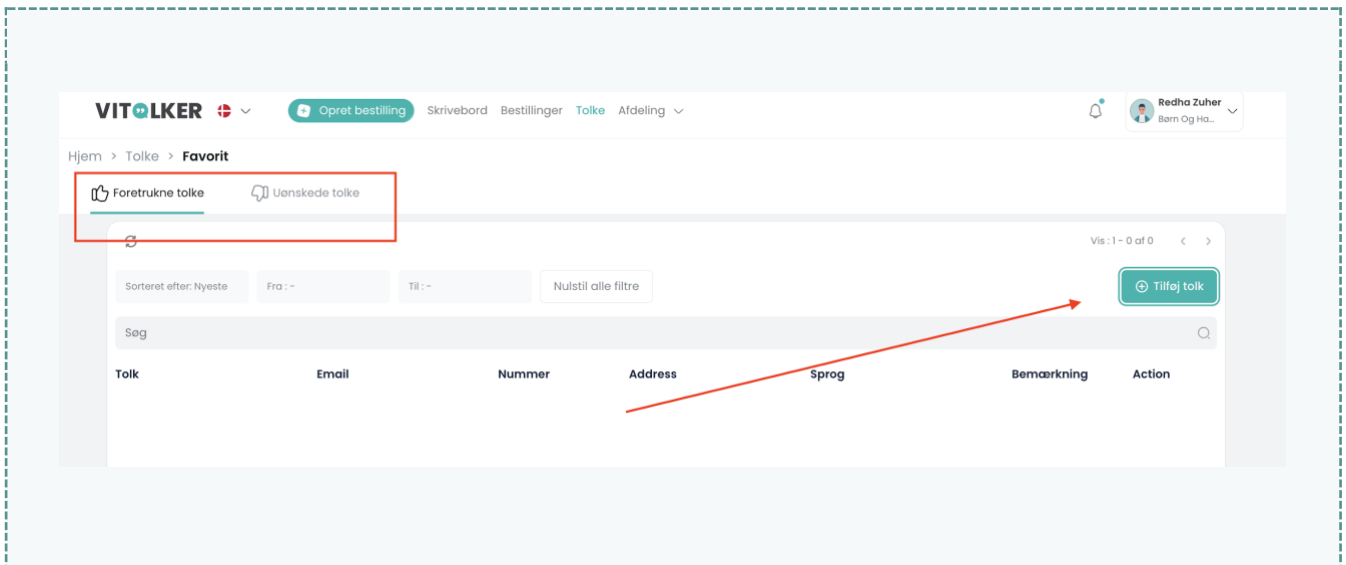 VITOLKER
Opret bestilling Skrivebord Bestillinger Tolke Afdeling
Redha Zuher
Børn Og Ha...
Hjem > Tolke > Favorit
Foretrukne tolke Uønskede tolke
Vis : 1 - 0 af 0
Sorteret efter: Nyeste Fra : - Til : - Nulstil alle filtre Tilføj tolk
Søg
Tolk Email Nummer Address Sprog Bemærkning Action